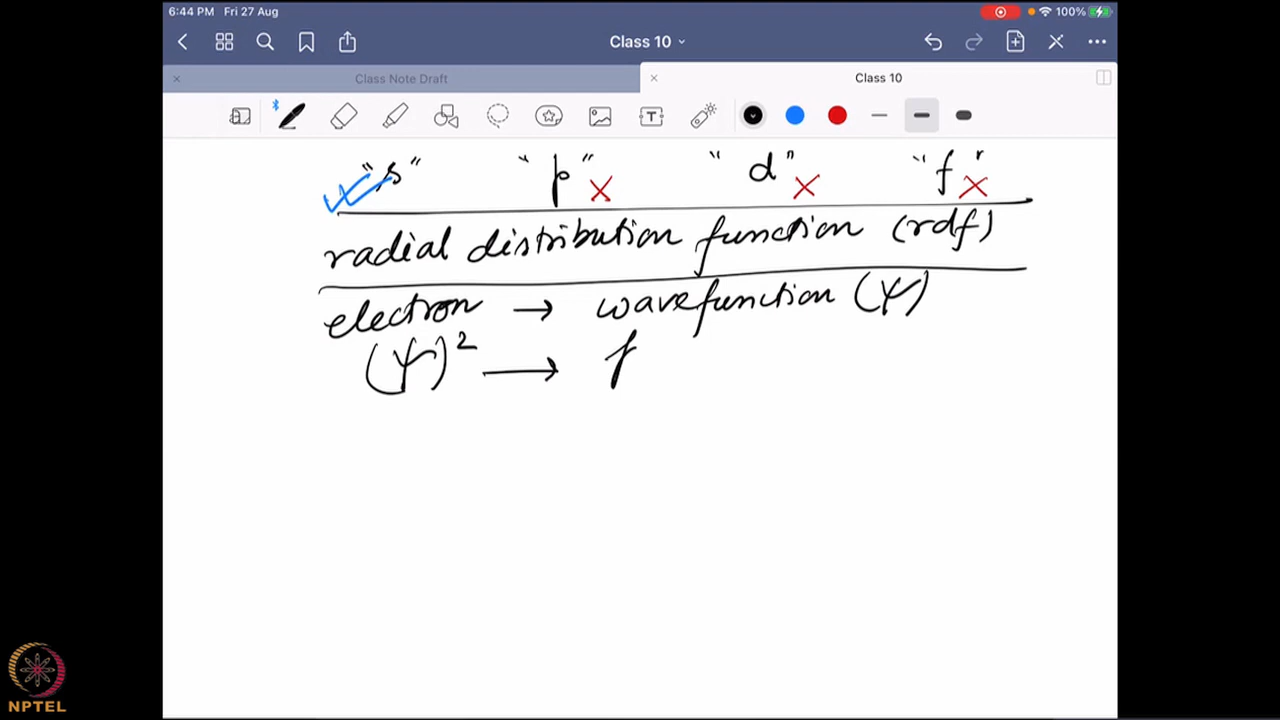 6:44 PM Fri 27 Aug
100%
Class 10
Class Note Draft
Class 10
T
"s" "p" X "d" X "f" X
radial distribution function (rdf)
electron → wavefunction (Ψ)
(Ψ)² →
NPTEL